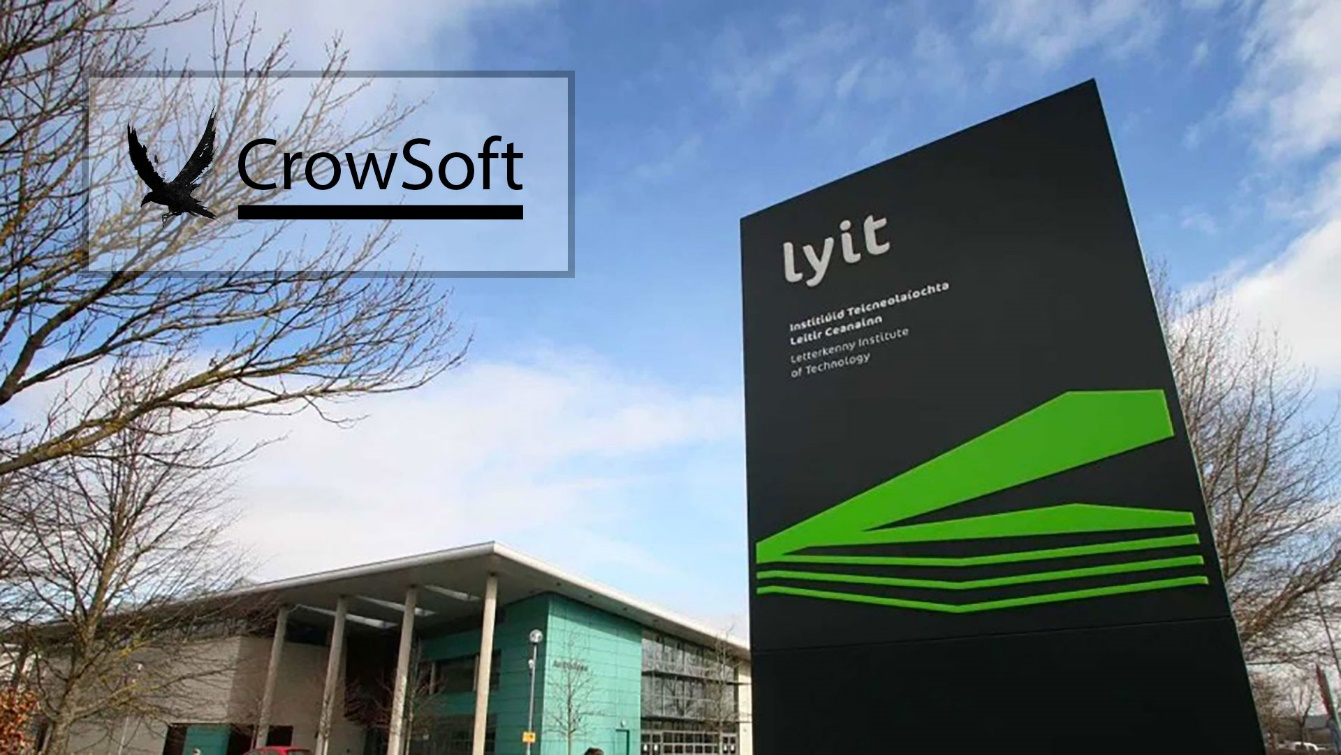 CrowSoft
lyit
Institiúid Teicneolaíochta
Leitir Ceanainn
Letterkenny Institute
of Technology